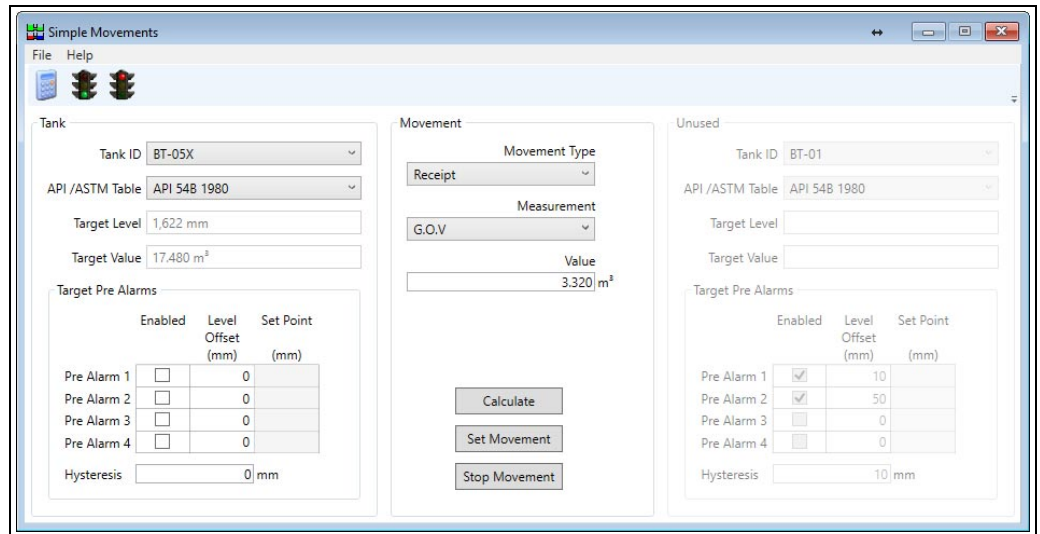 Simple Movements
File Help
Tank
Tank ID BT-05X
API /ASTM Table API 54B 1980
Target Level 1,622 mm
Target Value 17.480 m³
Target Pre Alarms
Enabled Level Offset (mm) Set Point (mm)
Pre Alarm 1 0
Pre Alarm 2 0
Pre Alarm 3 0
Pre Alarm 4 0
Hysteresis 0 mm
Movement
Movement Type
Receipt
Measurement
G.O.V
Value
3.320 m³
Calculate
Set Movement
Stop Movement
Unused
Tank ID BT-01
API /ASTM Table API 54B 1980
Target Level
Target Value
Target Pre Alarms
Enabled Level Offset (mm) Set Point (mm)
Pre Alarm 1 10
Pre Alarm 2 50
Pre Alarm 3 0
Pre Alarm 4 0
Hysteresis 10 mm